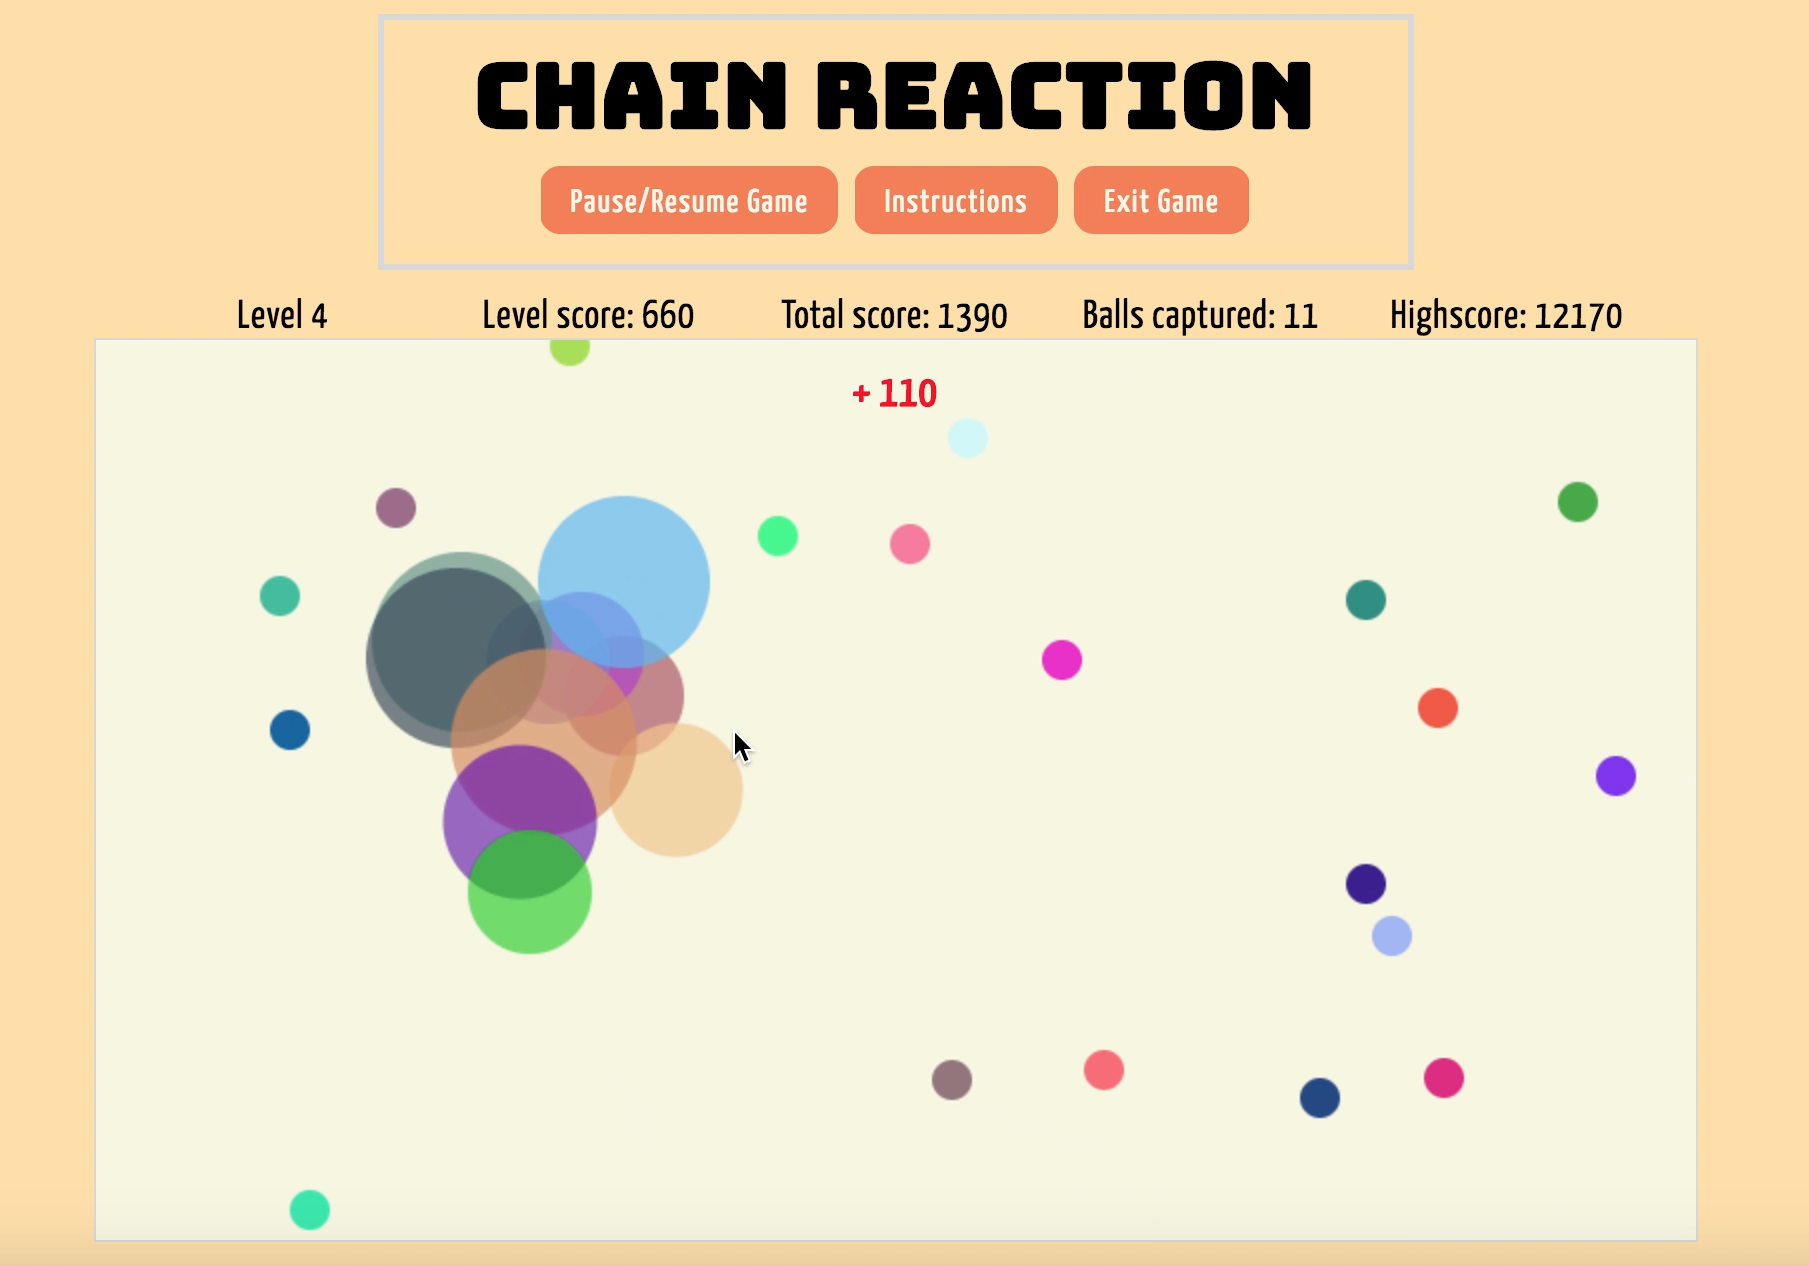 CHAIN REACTION
Pause/Resume Game Instructions Exit Game
Level 4 Level score: 660 Total score: 1390 Balls captured: 11 Highscore: 12170
+ 110